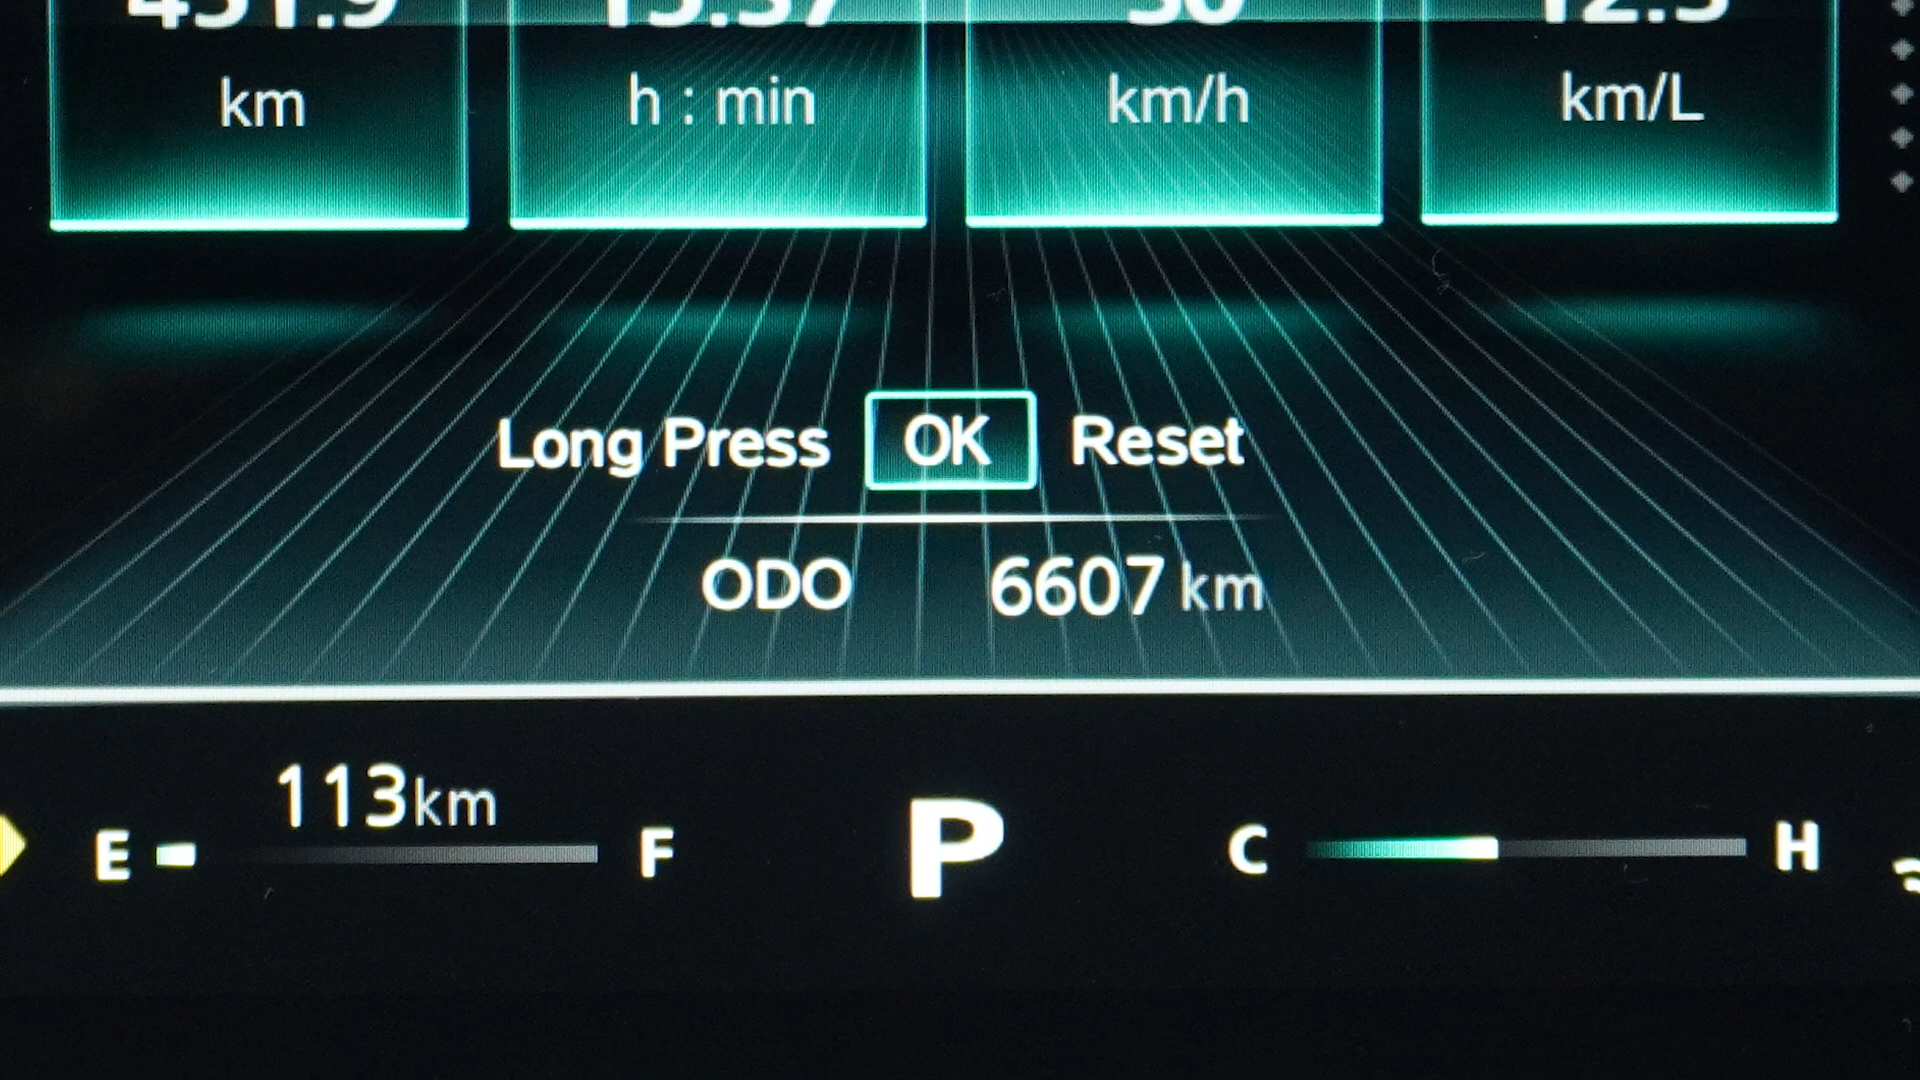 km h : min km/h km/L
Long Press OK Reset
ODO 6607 km
113km
E F P C H